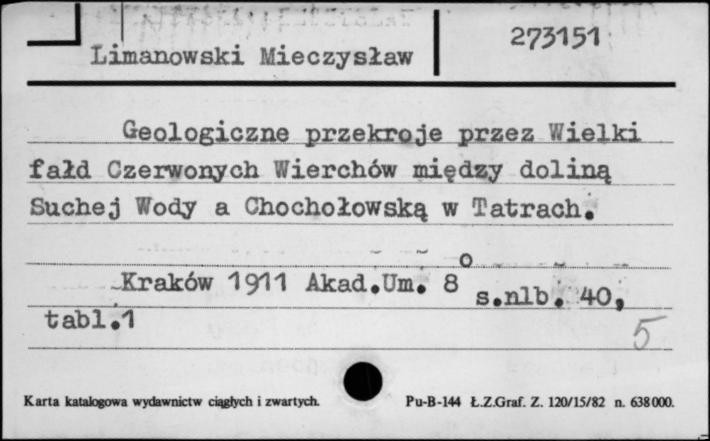 Limanowski Mieczysław
273151
Geologiczne przekroje przez Wielki
fałd Czerwonych Wierchów między doliną
Suchej Wody a Chochołowską w Tatrach.
Kraków 1911 Akad.Um. 8o s.nlb. 40,
tabl.1
5
Karta katalogowa wydawnictw ciągłych i zwartych. Pu-B-144 Ł.Z.Graf. Z. 120/15/82 n. 638000.